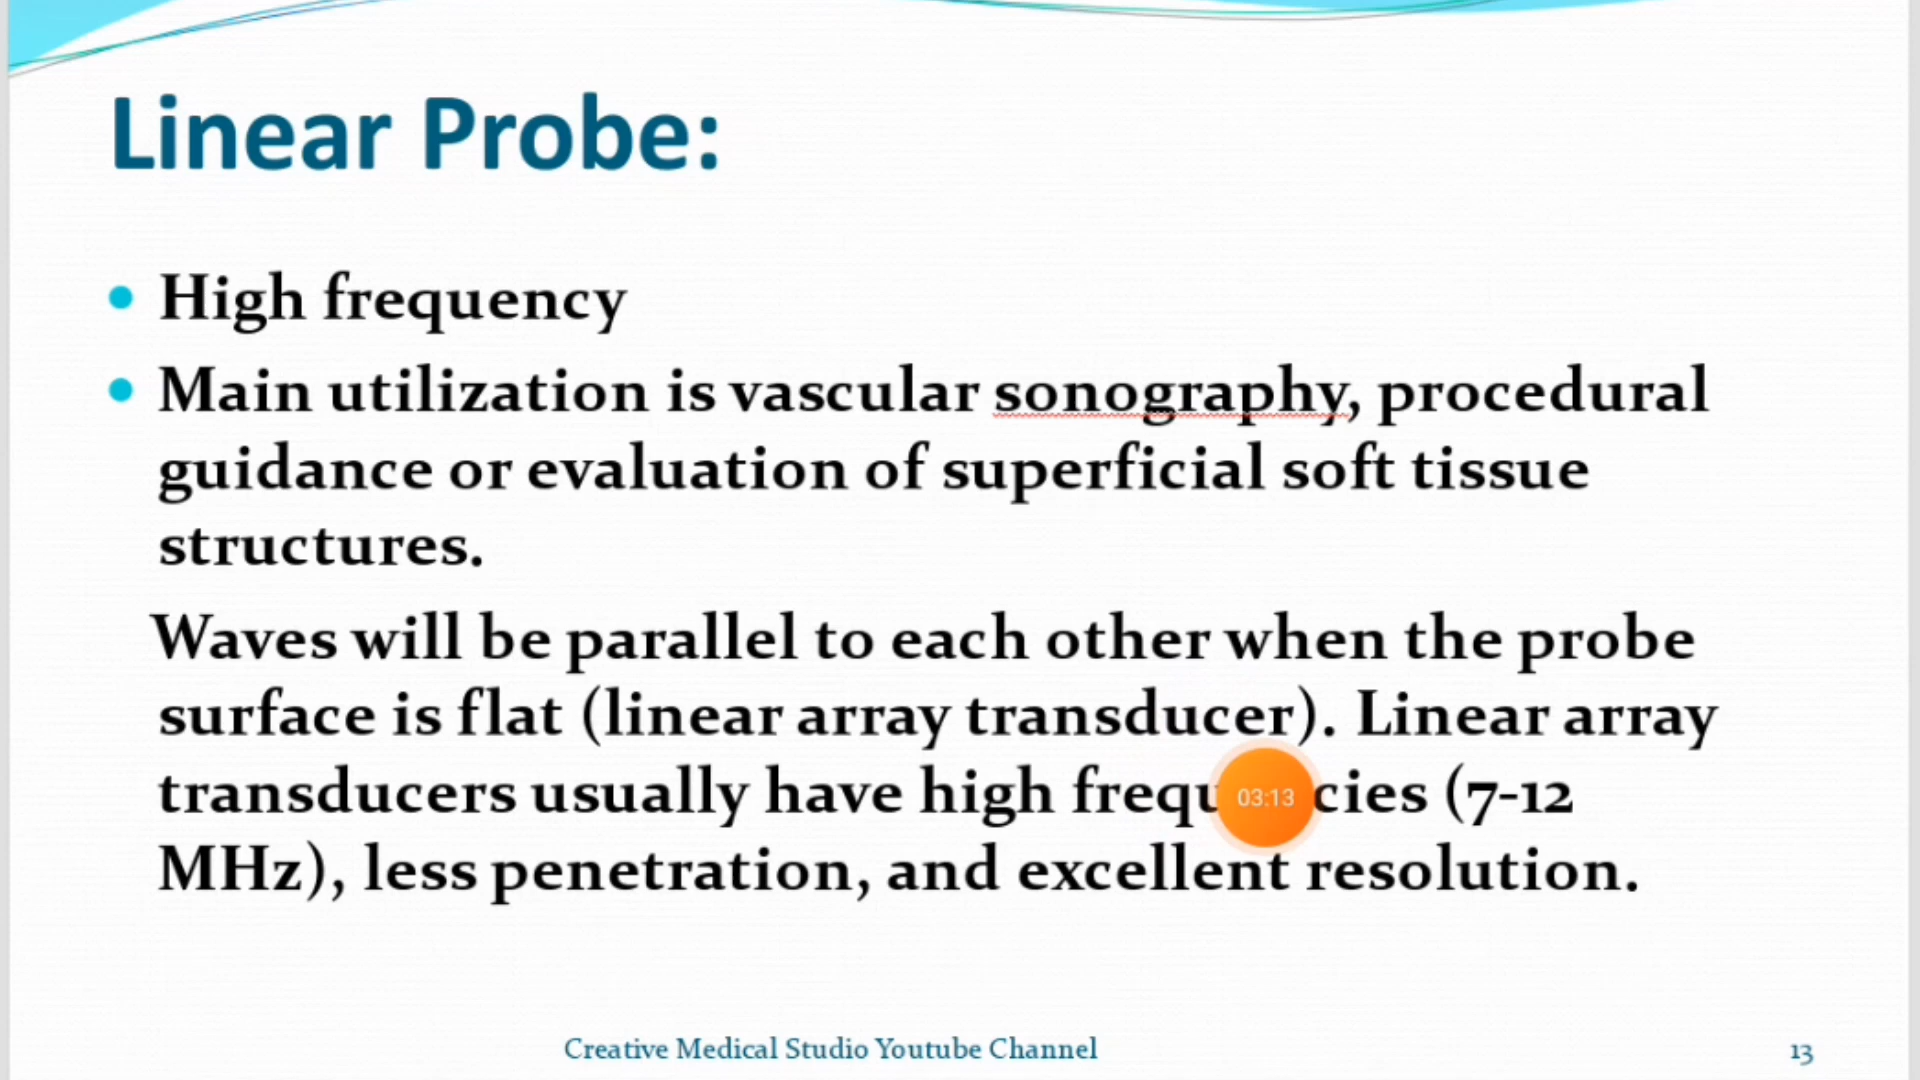 Linear Probe:
High frequency
Main utilization is vascular sonography, procedural
guidance or evaluation of superficial soft tissue
structures.
Waves will be parallel to each other when the probe
surface is flat (linear array transducer). Linear array
transducers usually have high (7-12
03:13
MHz), less penetration, and excellent resolution.
Creative Medical Studio Youtube Channel
13